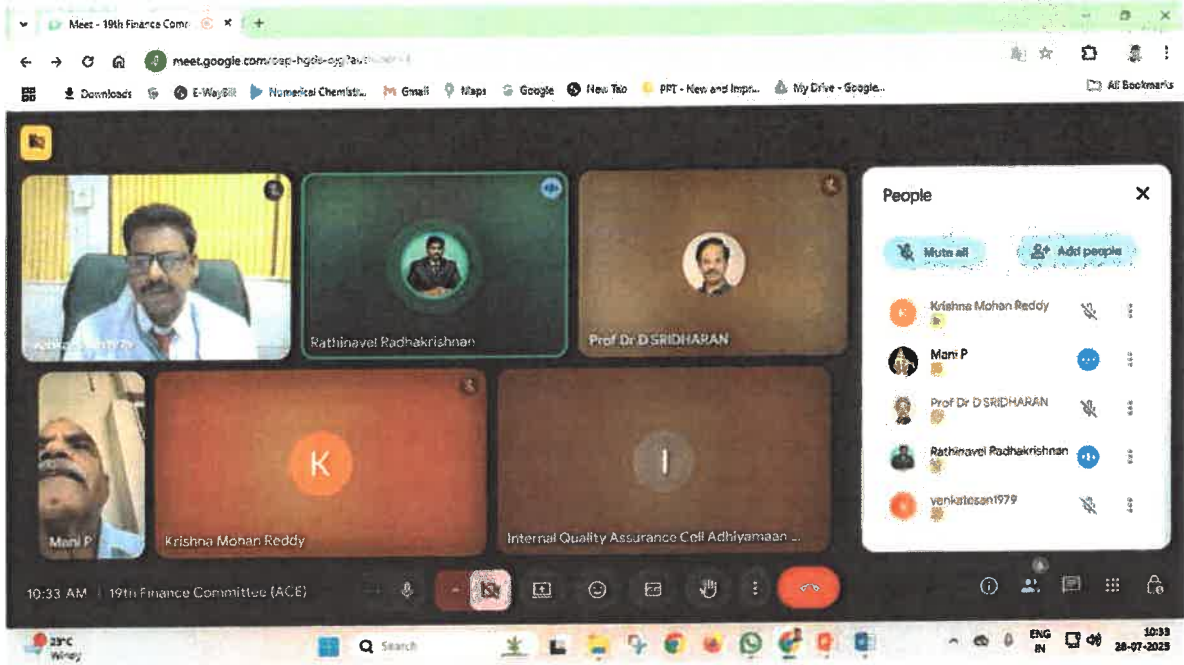 Meet - 19th Finance Comm
meet.google.com/
Downloads E-WayBill Numerical Chemist... Gmail Maps Google New Tab PPT - New and Impr... My Drive - Google... All Bookmarks
Rathinavel Radhakrishnan
Prof Dr D SRIDHARAN
Mani P
K
Krishna Mohan Reddy
I
Internal Quality Assurance Cell Adhiyamaan ...
People
Mute all Add people
K Krishna Mohan Reddy
Mani P
Prof Dr D SRIDHARAN
Rathinavel Radhakrishnan
venkatesan1979
10:33 AM | 19th Finance Committee (ACE)
23°C
Windy
Search
ENG
IN
10:33
28-07-2025